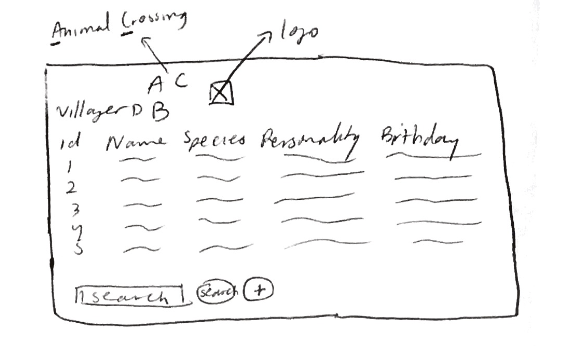 Animal Crossing
logo
A C
Villager D B
id Name Species Personality Birthday
1
2
3
4
5
search search +